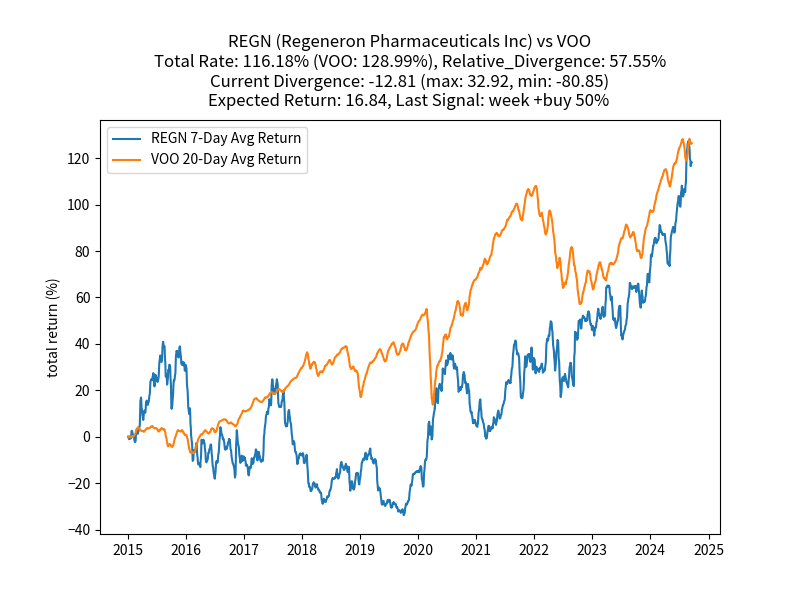 REGN (Regeneron Pharmaceuticals Inc) vs VOO
Total Rate: 116.18% (VOO: 128.99%), Relative_Divergence: 57.55%
Current Divergence: -12.81 (max: 32.92, min: -80.85)
Expected Return: 16.84, Last Signal: week +buy 50%
REGN 7-Day Avg Return
VOO 20-Day Avg Return
total return (%)
120
100
80
60
40
20
0
−20
−40
2015 2016 2017 2018 2019 2020 2021 2022 2023 2024 2025